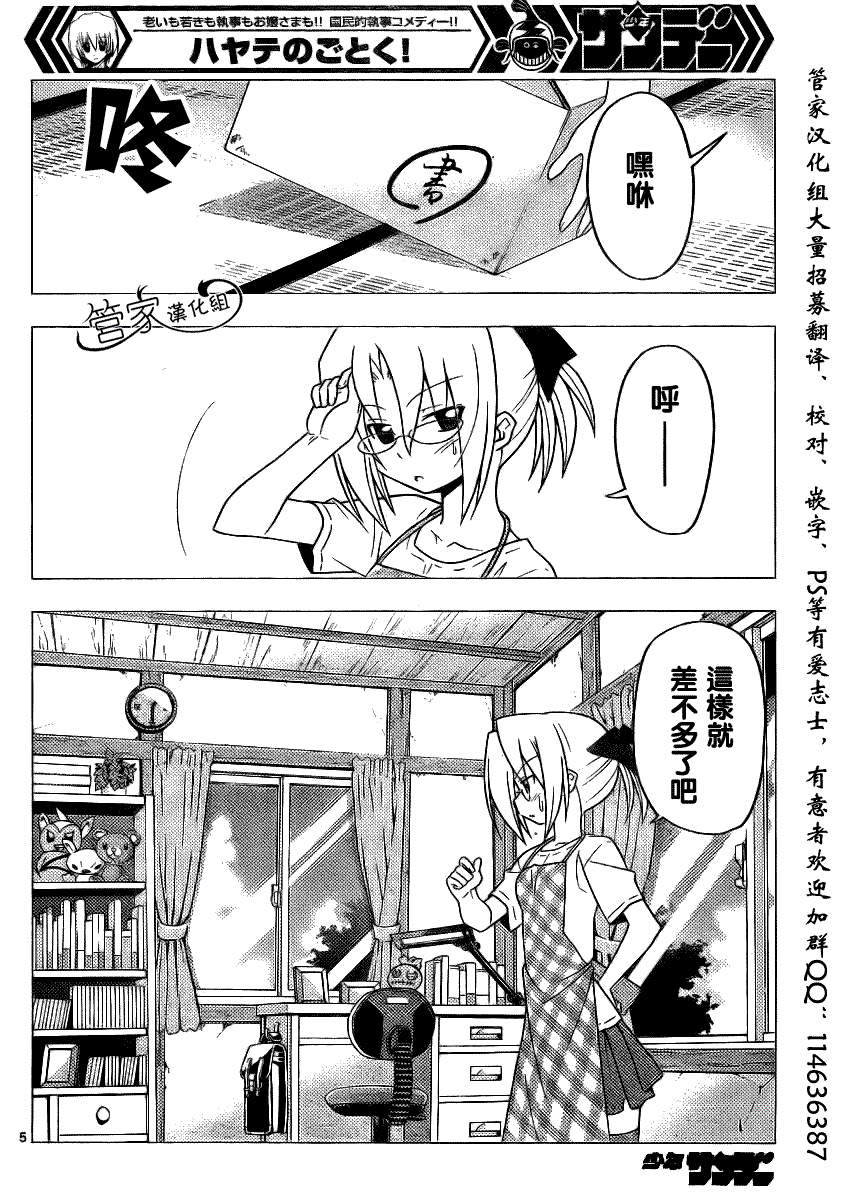 老いも若きも執事もお嬢さまも!! 国民的執事コメディー!!
ハヤテのごとく!
少年サンデー
咚
書
嘿咻
管家漢化組
呼──
這樣就
差不多了吧
管家汉化组大量招募翻译、校对、嵌字、PS等有爱志士，有意者欢迎加群QQ：114636387
5
少年サンデー